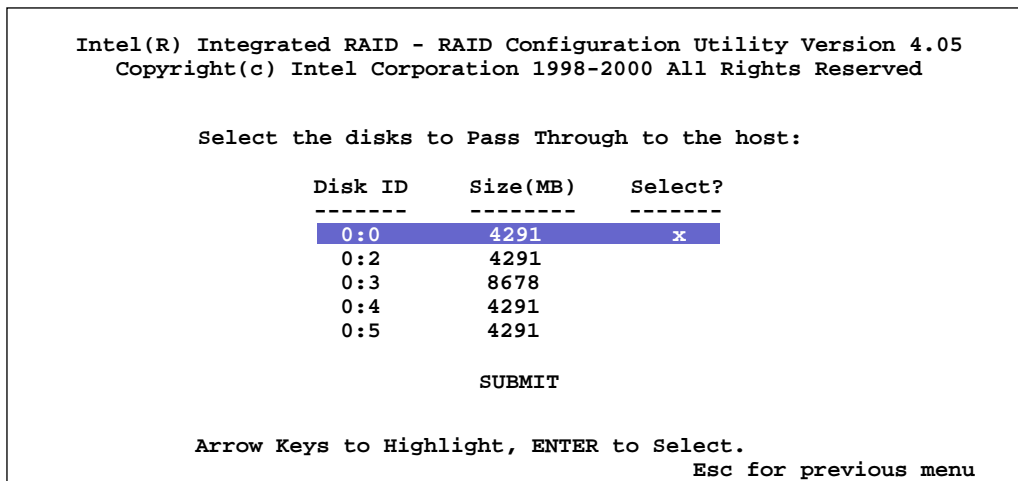 Intel(R) Integrated RAID - RAID Configuration Utility Version 4.05
Copyright(c) Intel Corporation 1998-2000 All Rights Reserved
Select the disks to Pass Through to the host:
Disk ID Size(MB) Select?
------- -------- -------
0:0 4291 x
0:2 4291
0:3 8678
0:4 4291
0:5 4291
SUBMIT
Arrow Keys to Highlight, ENTER to Select.
Esc for previous menu